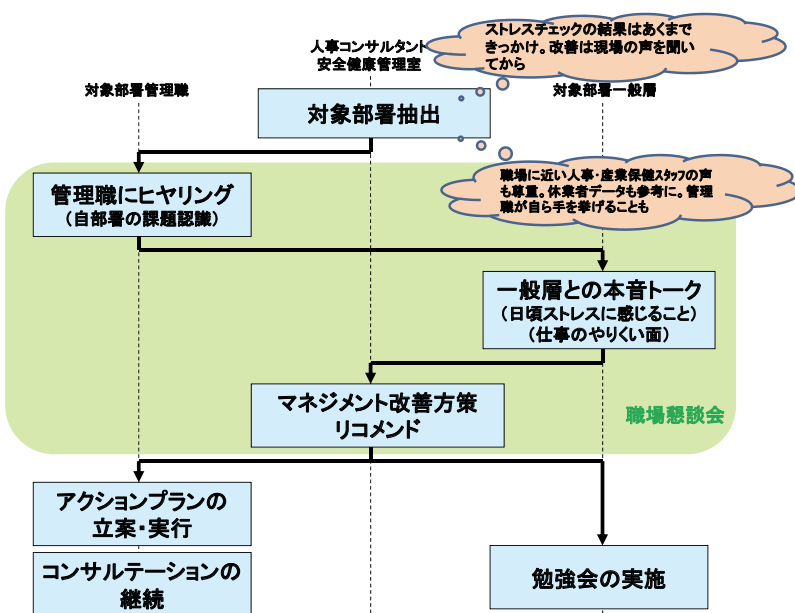 ストレスチェックの結果はあくまで
きっかけ。改善は現場の声を聞い
てから
人事コンサルタント
安全健康管理室
対象部署管理職
対象部署一般層
対象部署抽出
職場に近い人事・産業保健スタッフの声
も尊重。休業者データも参考に。管理
職が自ら手を挙げることも
管理職にヒヤリング
（自部署の課題認識）
一般層との本音トーク
（日頃ストレスに感じること）
（仕事のやりくい面）
マネジメント改善方策
リコメンド
職場懇談会
アクションプランの
立案・実行
コンサルテーションの
継続
勉強会の実施